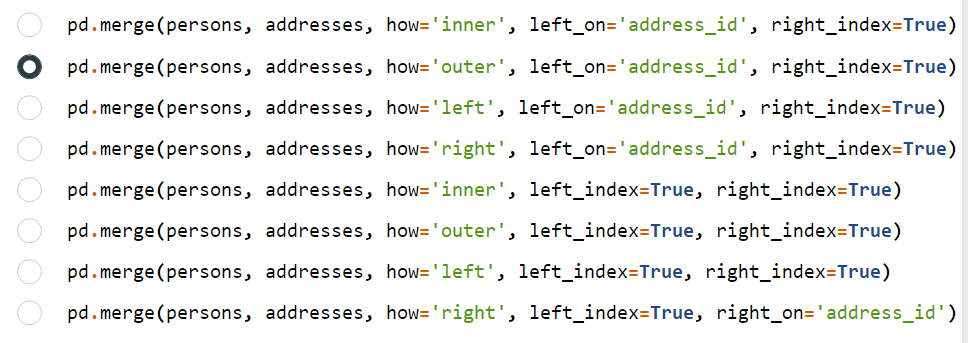 pd.merge(persons, addresses, how='inner', left_on='address_id', right_index=True)
pd.merge(persons, addresses, how='outer', left_on='address_id', right_index=True)
pd.merge(persons, addresses, how='left', left_on='address_id', right_index=True)
pd.merge(persons, addresses, how='right', left_on='address_id', right_index=True)
pd.merge(persons, addresses, how='inner', left_index=True, right_index=True)
pd.merge(persons, addresses, how='outer', left_index=True, right_index=True)
pd.merge(persons, addresses, how='left', left_index=True, right_index=True)
pd.merge(persons, addresses, how='right', left_index=True, right_on='address_id')